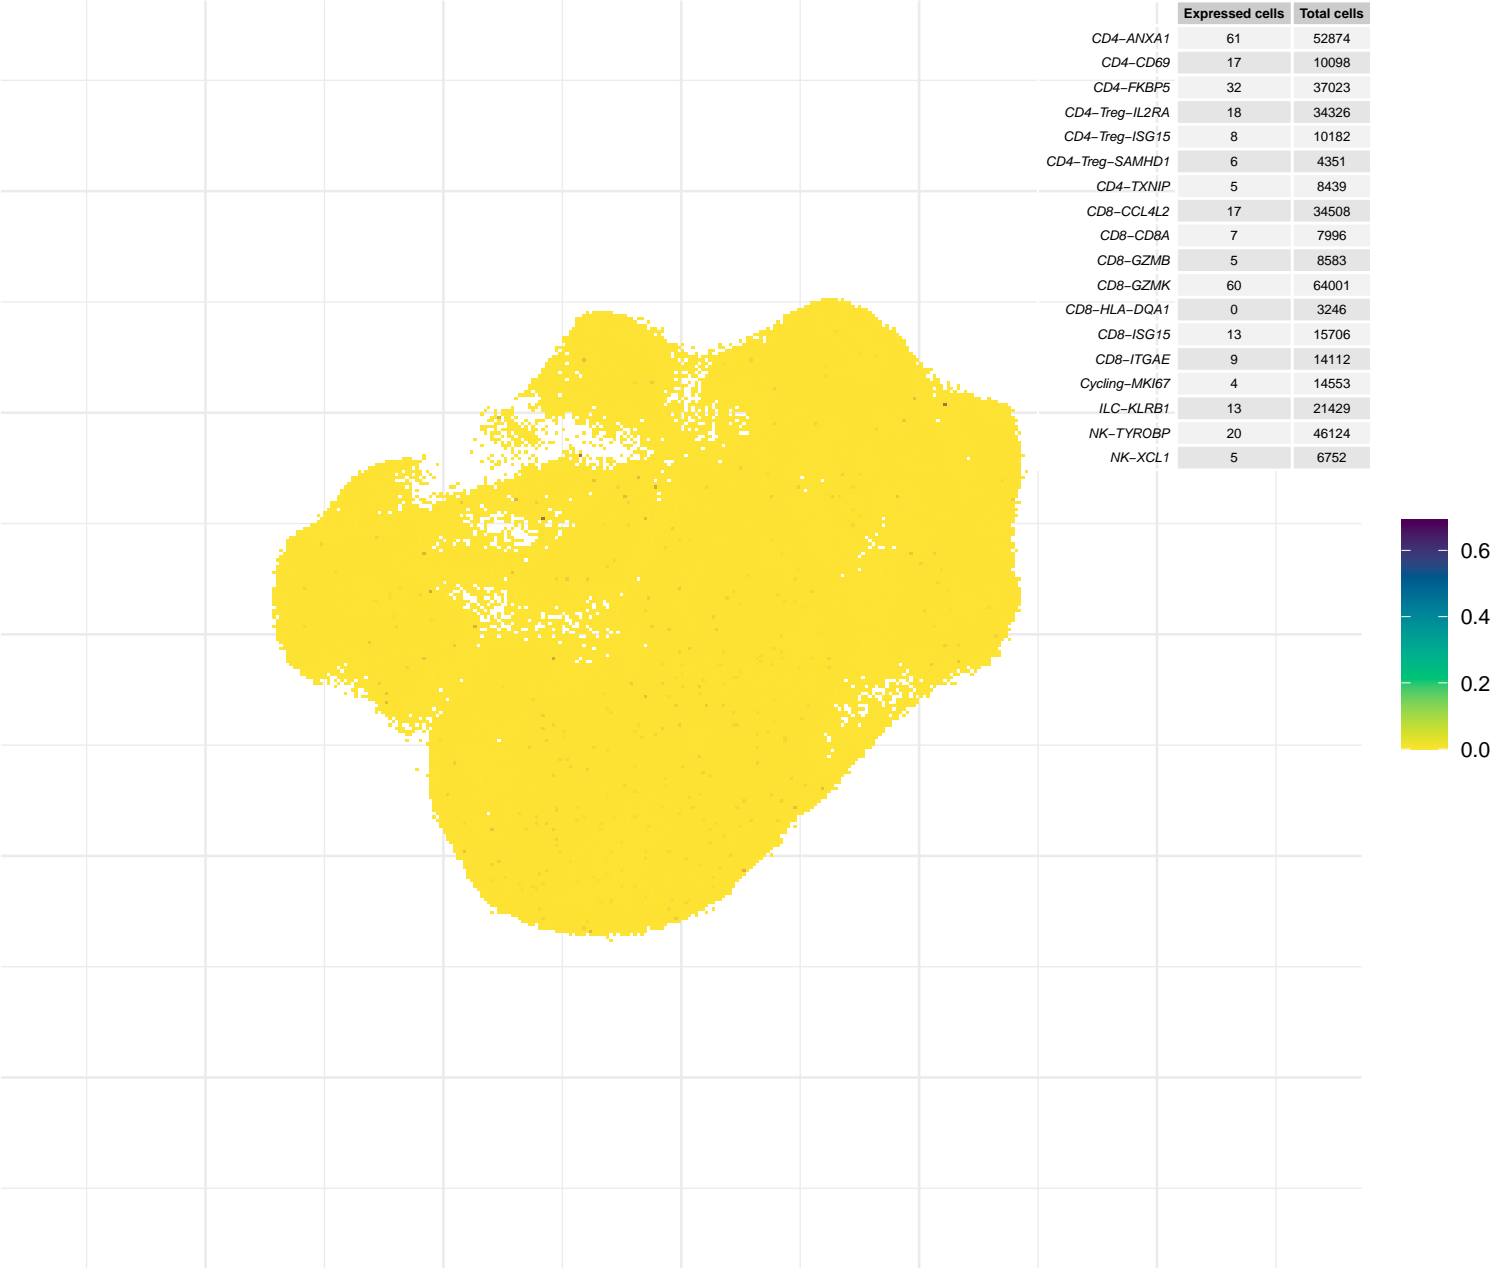 Expressed cells Total cells
CD4−ANXA1 61 52874
CD4−CD69 17 10098
CD4−FKBP5 32 37023
CD4−Treg−IL2RA 18 34326
CD4−Treg−ISG15 8 10182
CD4−Treg−SAMHD1 6 4351
CD4−TXNIP 5 8439
CD8−CCL4L2 17 34508
CD8−CD8A 7 7996
CD8−GZMB 5 8583
CD8−GZMK 60 64001
CD8−HLA−DQA1 0 3246
CD8−ISG15 13 15706
CD8−ITGAE 9 14112
Cycling−MKI67 4 14553
ILC−KLRB1 13 21429
NK−TYROBP 20 46124
NK−XCL1 5 6752
0.6
0.4
0.2
0.0